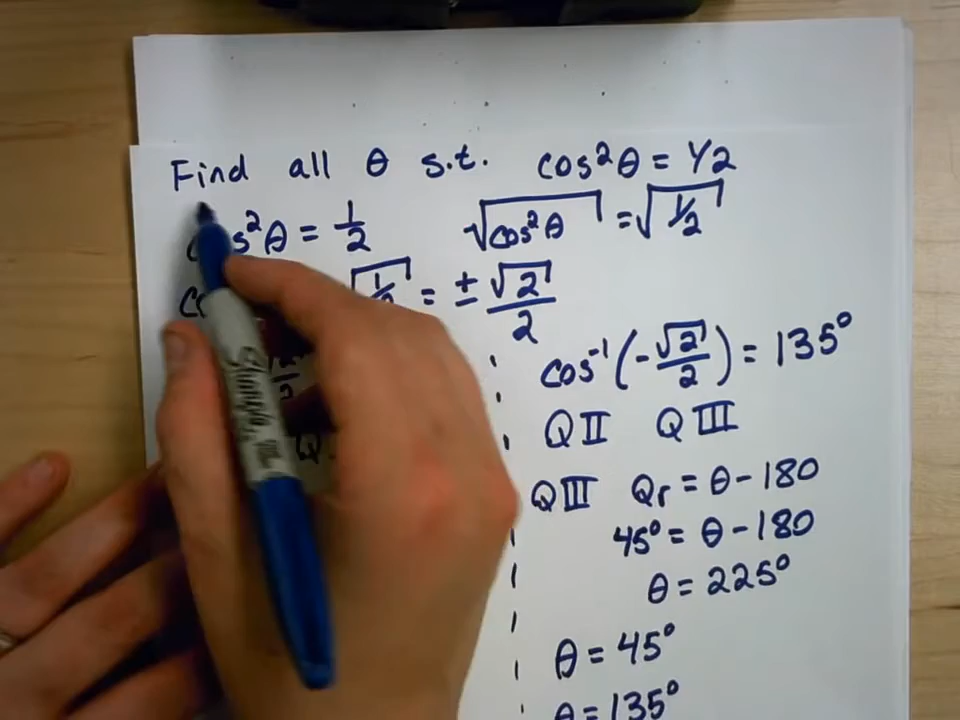 Find all θ s.t. cos²θ = 1/2
s²θ = 1/2 √cos²θ = √1/2
= ± √2/2
cos⁻¹(-√2/2) = 135°
QII QIII
QIII Qr = θ - 180
45° = θ - 180
θ = 225°
θ = 45°
θ = 135°
Sharpie